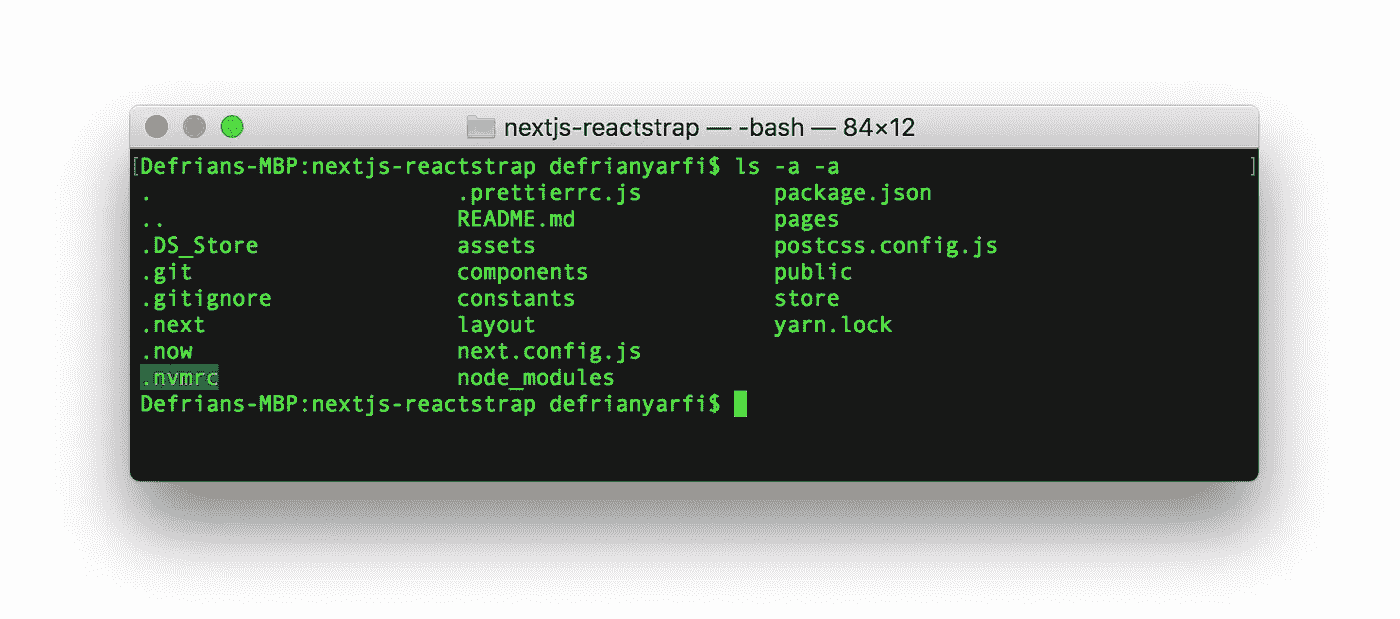 nextjs-reactstrap — -bash — 84×12
[Defrians-MBP:nextjs-reactstrap defrianyarfi$ ls -a -a ]
. .prettierrc.js package.json
.. README.md pages
.DS_Store assets postcss.config.js
.git components public
.gitignore constants store
.next layout yarn.lock
.now next.config.js
.nvmrc node_modules
Defrians-MBP:nextjs-reactstrap defrianyarfi$